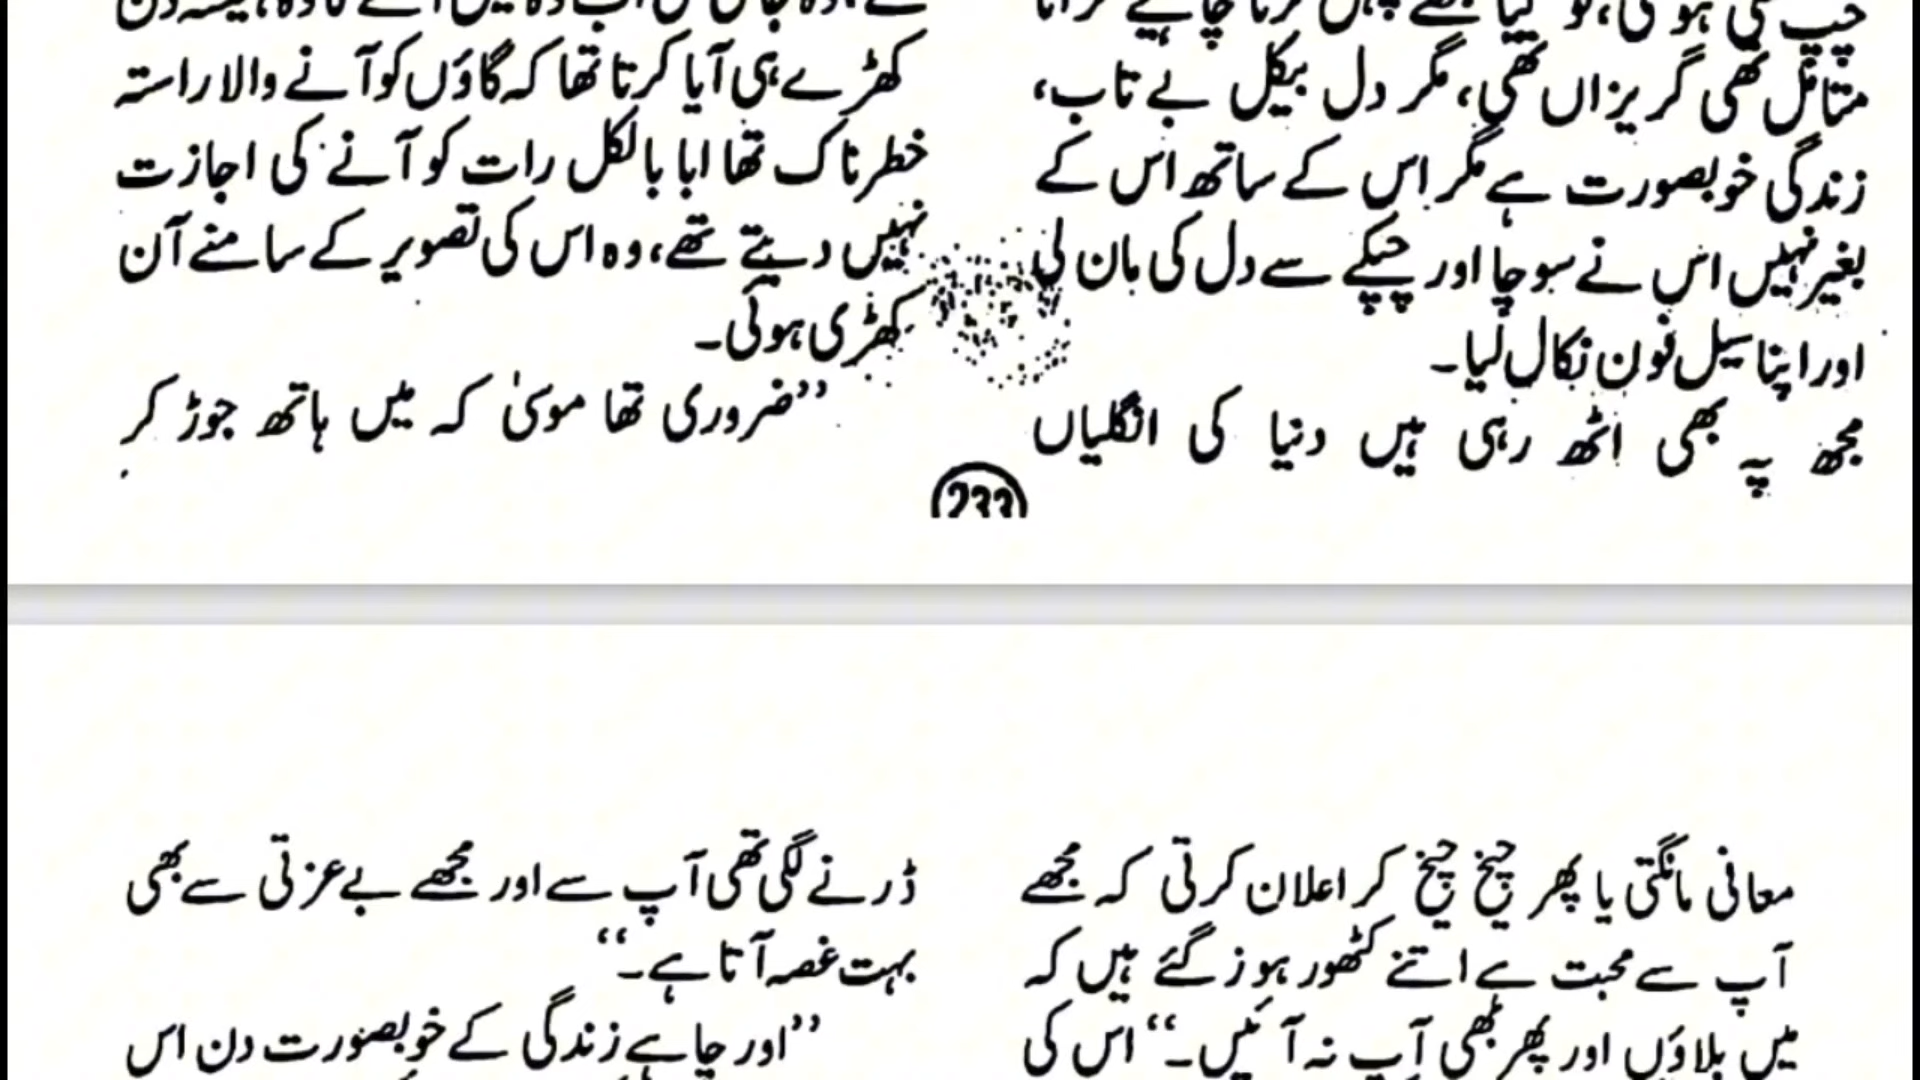 چپ
متامل تھی گریزاں تھی، مگر دل بیکل بے تاب،
زندگی خوبصورت ہے مگر اس کے ساتھ اس کے
بغیر نہیں اس نے سوچا اور چپکے سے دل کی مان لی
اور اپنا سیل فون نکال لیا۔
مجھ پہ بھی اٹھ رہی ہیں دنیا کی انگلیاں
کھڑے ہی آیا کرتا تھا کہ گاؤں کو آنے والا راستہ
خطرناک تھا ابا بالکل رات کو آنے کی اجازت
نہیں دیتے تھے، وہ اس کی تصویر کے سامنے آن
کھڑی ہوئی۔
’’ضروری تھا موسیٰ کہ میں ہاتھ جوڑ کر
233
معافی مانگتی یا پھر چیخ چیخ کر اعلان کرتی کہ مجھے
آپ سے محبت ہے اتنے کٹھور ہو گئے ہیں کہ
میں بلاؤں اور پھر بھی آپ نہ آئیں۔‘‘ اس کی
ڈرنے لگی تھی آپ سے اور مجھے بے عزتی سے بھی
بہت غصہ آتا ہے۔‘‘
’’اور چاہے زندگی کے خوبصورت دن اس